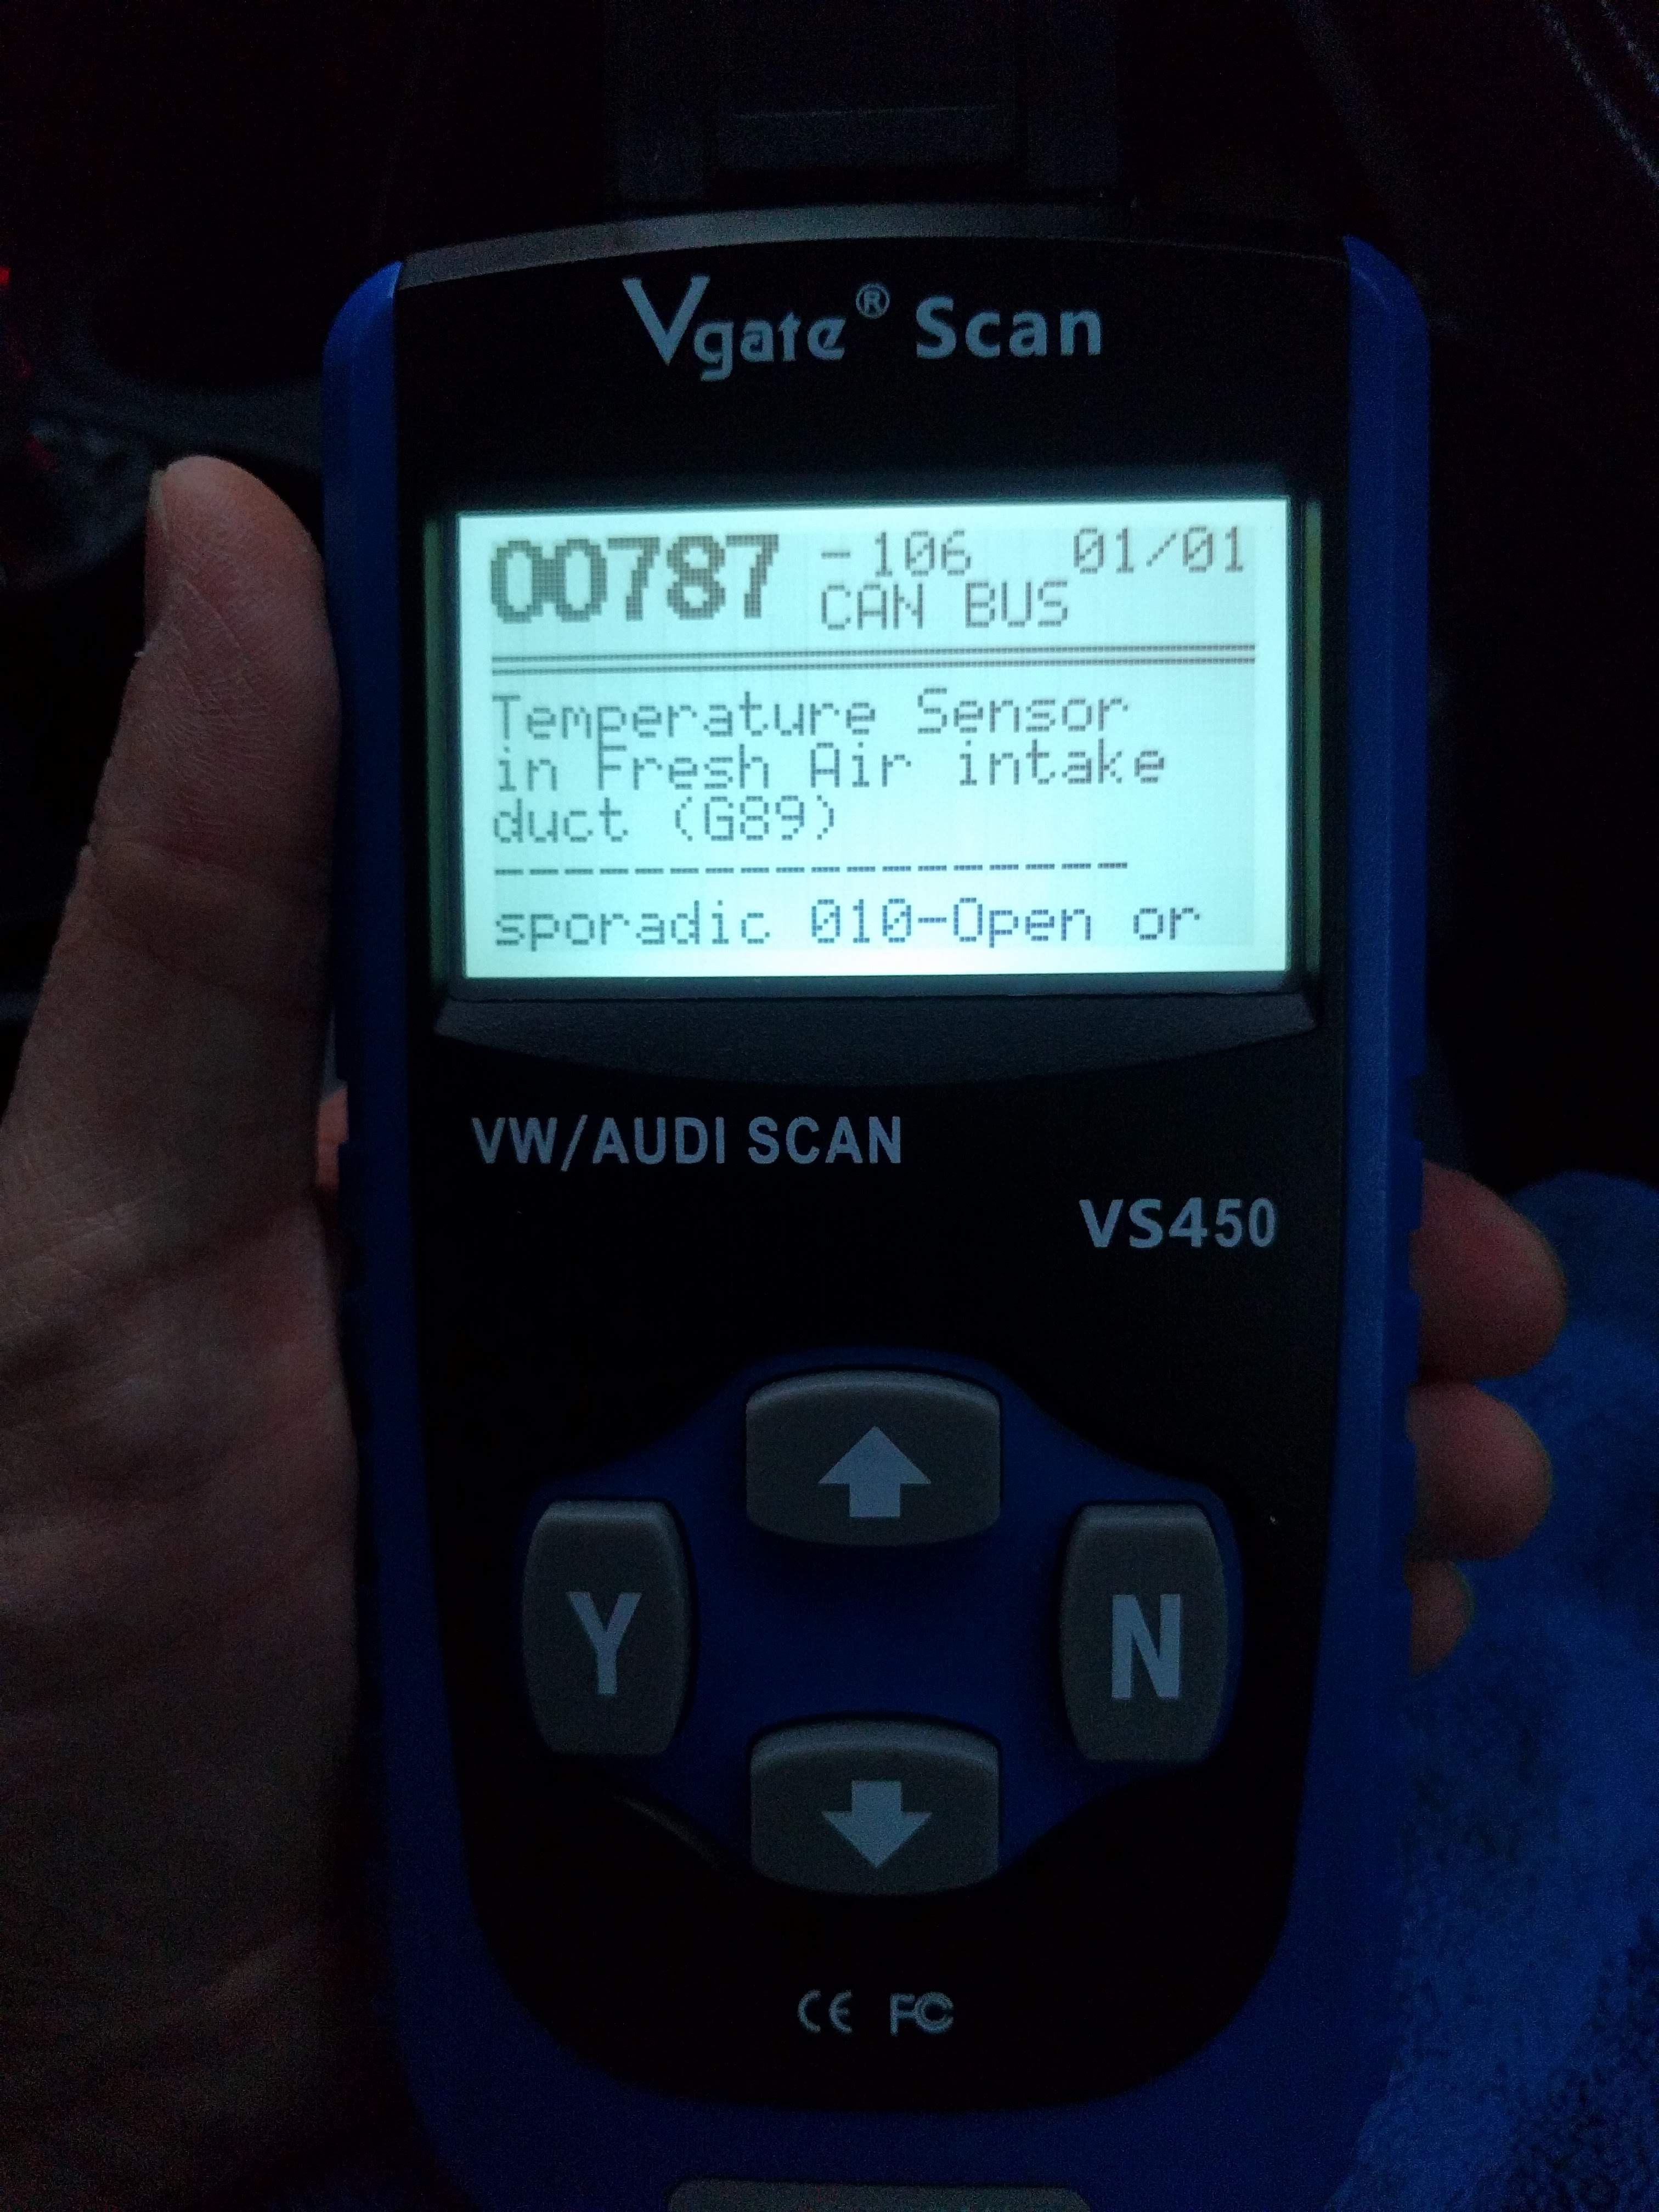 Vgate® Scan
00787 -106 01/01
CAN BUS
Temperature Sensor
in Fresh Air intake
duct (G89)
-------------------
sporadic 010-Open or
VW/AUDI SCAN
VS450
Y N
CE FC